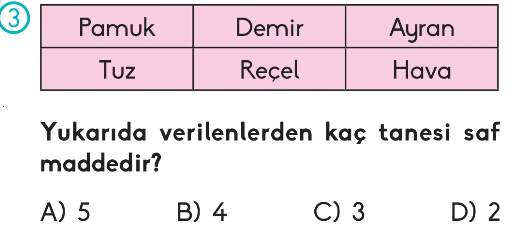 3
Pamuk Demir Ayran
Tuz Reçel Hava
Yukarıda verilenlerden kaç tanesi saf
maddedir?
A) 5 B) 4 C) 3 D) 2